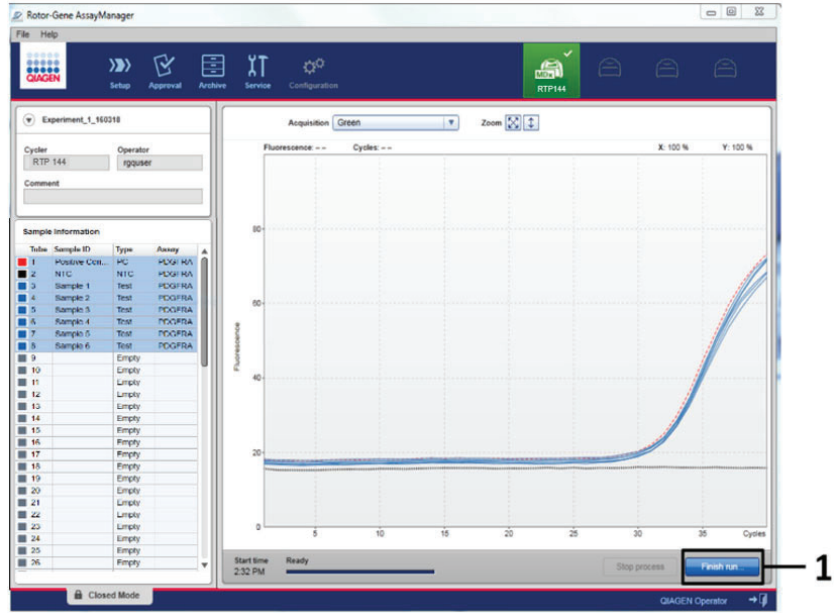 Rotor-Gene AssayManager
File Help
QIAGEN
Setup Approval Archive Service Configuration
MDx
RTP144
Experiment_1_160318
Cycler Operator
RTP 144 rgquser
Comment
Acquisition Green Zoom
Fluorescence: -- Cycles: -- X: 100 % Y: 100 %
Sample Information
Tube Sample ID Type Assay
1 Positive Con... PC PDGFRA
2 NTC NTC PDGFRA
3 Sample 1 Test PDGFRA
4 Sample 2 Test PDGFRA
5 Sample 3 Test PDGFRA
6 Sample 4 Test PDGFRA
7 Sample 5 Test PDGFRA
8 Sample 6 Test PDGFRA
9 Empty
10 Empty
11 Empty
12 Empty
13 Empty
14 Empty
15 Empty
16 Empty
17 Empty
18 Empty
19 Empty
20 Empty
21 Empty
22 Empty
23 Empty
24 Empty
25 Empty
26 Empty
Fluorescence
80
60
40
20
0
5 10 15 20 25 30 35 Cycles
Start time Ready
2:32 PM
Stop process Finish run...
1
Closed Mode
QIAGEN Operator